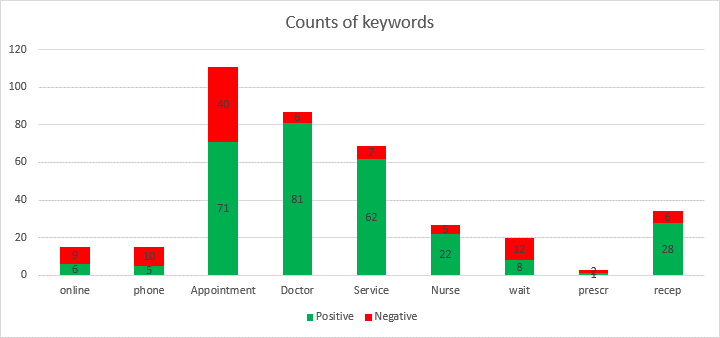 Counts of keywords
120
100
80
60
40
20
0
9 10 40 6 7 5 12 2 6
6 5 71 81 62 22 8 1 28
online phone Appointment Doctor Service Nurse wait prescr recep
Positive Negative